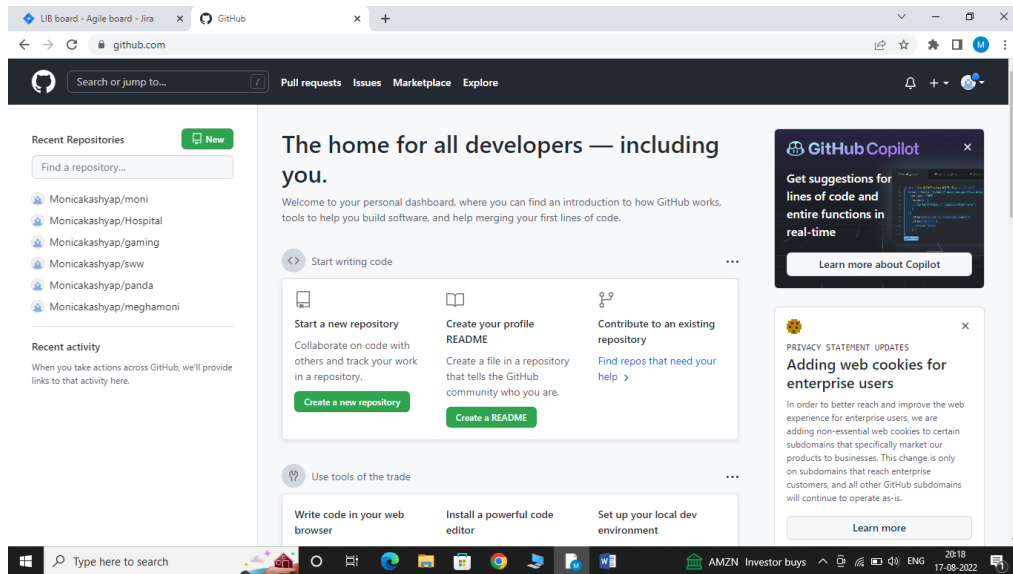 LIB board - Agile board - Jira
GitHub
github.com
M
Search or jump to...
/
Pull requests Issues Marketplace Explore
Recent Repositories
New
Find a repository...
Monicakashyap/moni
Monicakashyap/Hospital
Monicakashyap/gaming
Monicakashyap/sww
Monicakashyap/panda
Monicakashyap/meghamoni
Recent activity
When you take actions across GitHub, we'll provide
links to that activity here.
The home for all developers — including
you.
Welcome to your personal dashboard, where you can find an introduction to how GitHub works,
tools to help you build software, and help merging your first lines of code.
Start writing code
Start a new repository
Collaborate on code with
others and track your work
in a repository.
Create a new repository
Create your profile
README
Create a file in a repository
that tells the GitHub
community who you are.
Create a README
Contribute to an existing
repository
Find repos that need your
help
Use tools of the trade
Write code in your web
browser
Install a powerful code
editor
Set up your local dev
environment
GitHub Copilot
Get suggestions for
lines of code and
entire functions in
real-time
Learn more about Copilot
PRIVACY STATEMENT UPDATES
Adding web cookies for
enterprise users
In order to better reach and improve the web
experience for enterprise users, we are
adding non-essential web cookies to certain
subdomains that specifically market our
products to businesses. This change is only
on subdomains that reach enterprise
customers, and all other GitHub subdomains
will continue to operate as-is.
Learn more
Type here to search
AMZN Investor buys
ENG
20:18
17-08-2022
1